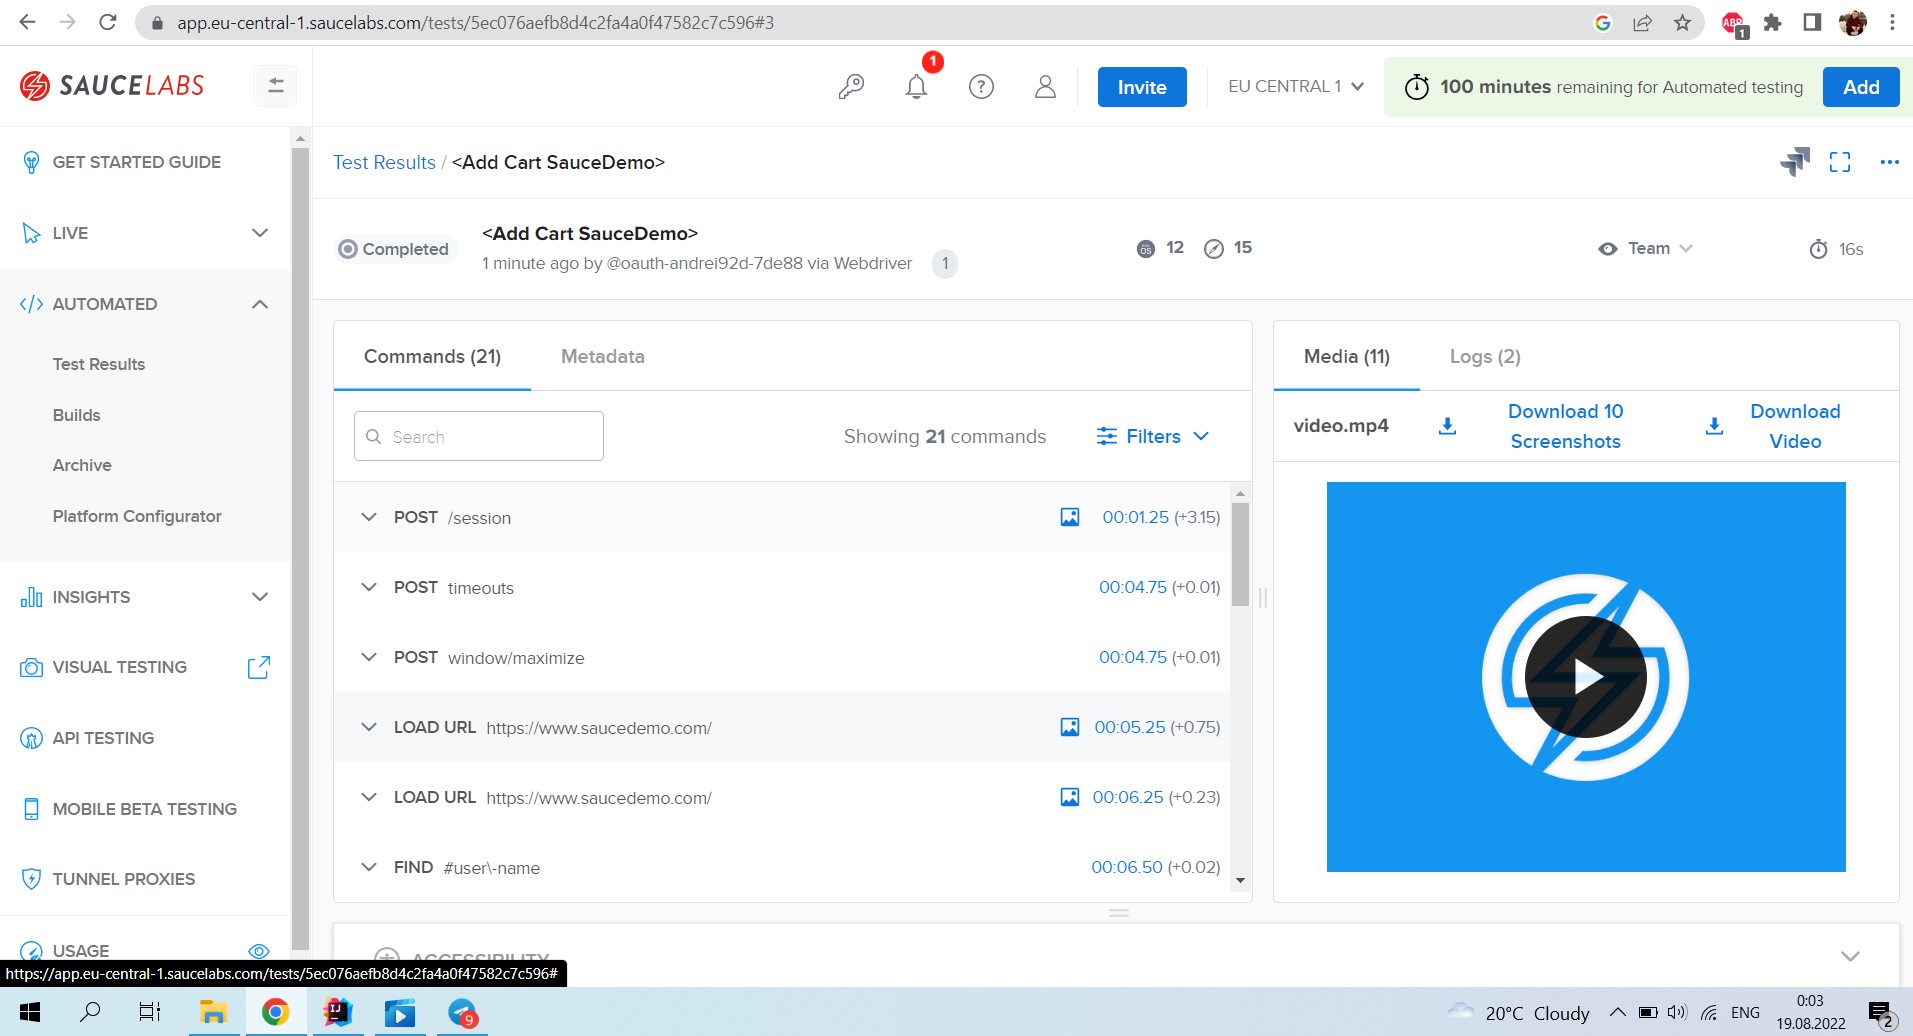 app.eu-central-1.saucelabs.com/tests/5ec076aefb8d4c2fa4a0f47582c7c596#3
ABP
1
SAUCELABS
1
?
Invite
EU CENTRAL 1
100 minutes remaining for Automated testing
Add
GET STARTED GUIDE
LIVE
AUTOMATED
Test Results
Builds
Archive
Platform Configurator
INSIGHTS
VISUAL TESTING
API TESTING
MOBILE BETA TESTING
TUNNEL PROXIES
USAGE
Test Results / <Add Cart SauceDemo>
Completed
<Add Cart SauceDemo>
1 minute ago by @oauth-andrei92d-7de88 via Webdriver
1
12
15
Team
16s
Commands (21)
Metadata
Search
Showing 21 commands
Filters
POST /session 00:01.25 (+3.15)
POST timeouts 00:04.75 (+0.01)
POST window/maximize 00:04.75 (+0.01)
LOAD URL https://www.saucedemo.com/ 00:05.25 (+0.75)
LOAD URL https://www.saucedemo.com/ 00:06.25 (+0.23)
FIND #user\-name 00:06.50 (+0.02)
Media (11)
Logs (2)
video.mp4
Download 10
Screenshots
Download
Video
ACCESSIBILITY
https://app.eu-central-1.saucelabs.com/tests/5ec076aefb8d4c2fa4a0f47582c7c596#
9
20°C Cloudy
ENG
0:03
19.08.2022
2